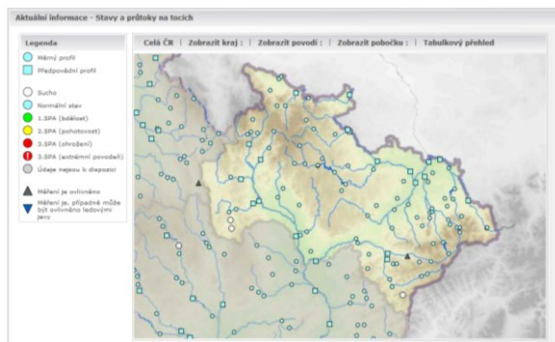 Aktuální informace - Stavy a průtoky na tocích
Legenda
Měrný profil
Předpovědní profil
Sucho
Normální stav
1.SPA (bdělost)
2.SPA (pohotovost)
3.SPA (ohrožení)
3.SPA (extrémní povodeň)
Údaje nejsou k dispozici
Měření je ovlivněno
Měření je, případně může
být ovlivněno ledovými
jevy
Celá ČR | Zobrazit kraj : | Zobrazit povodí : | Zobrazit pobočku : | Tabulkový přehled